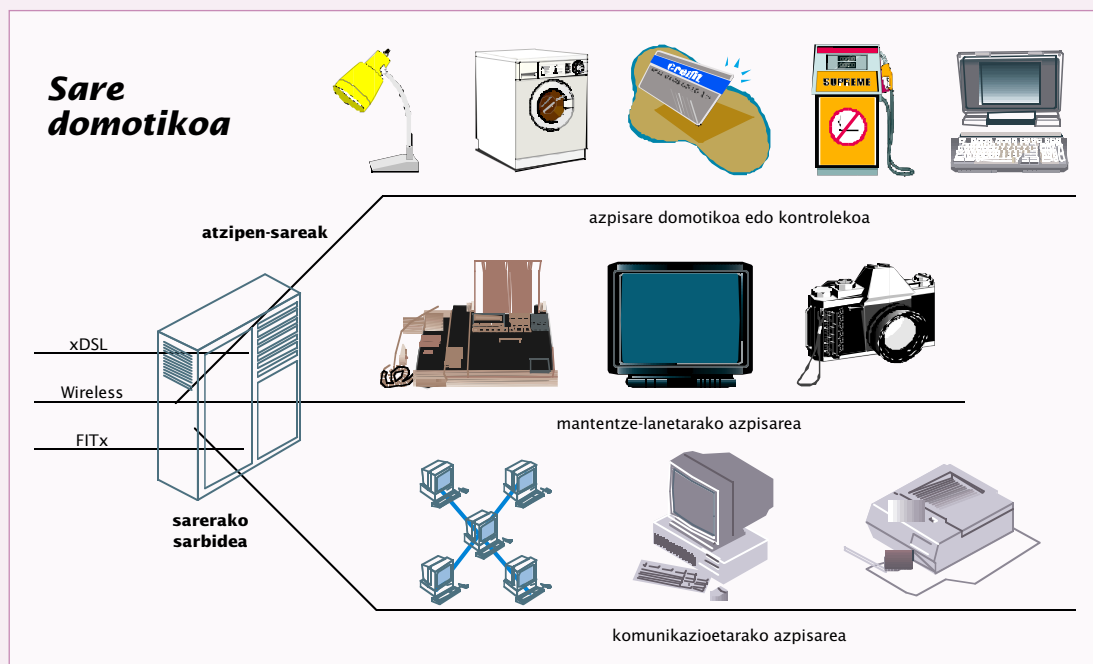 Sare
domotikoa
credit
SUPREME
azpisare domotikoa edo kontrolekoa
atzipen-sareak
xDSL
Wireless
mantentze-lanetarako azpisarea
FITx
sarerako
sarbidea
komunikazioetarako azpisarea